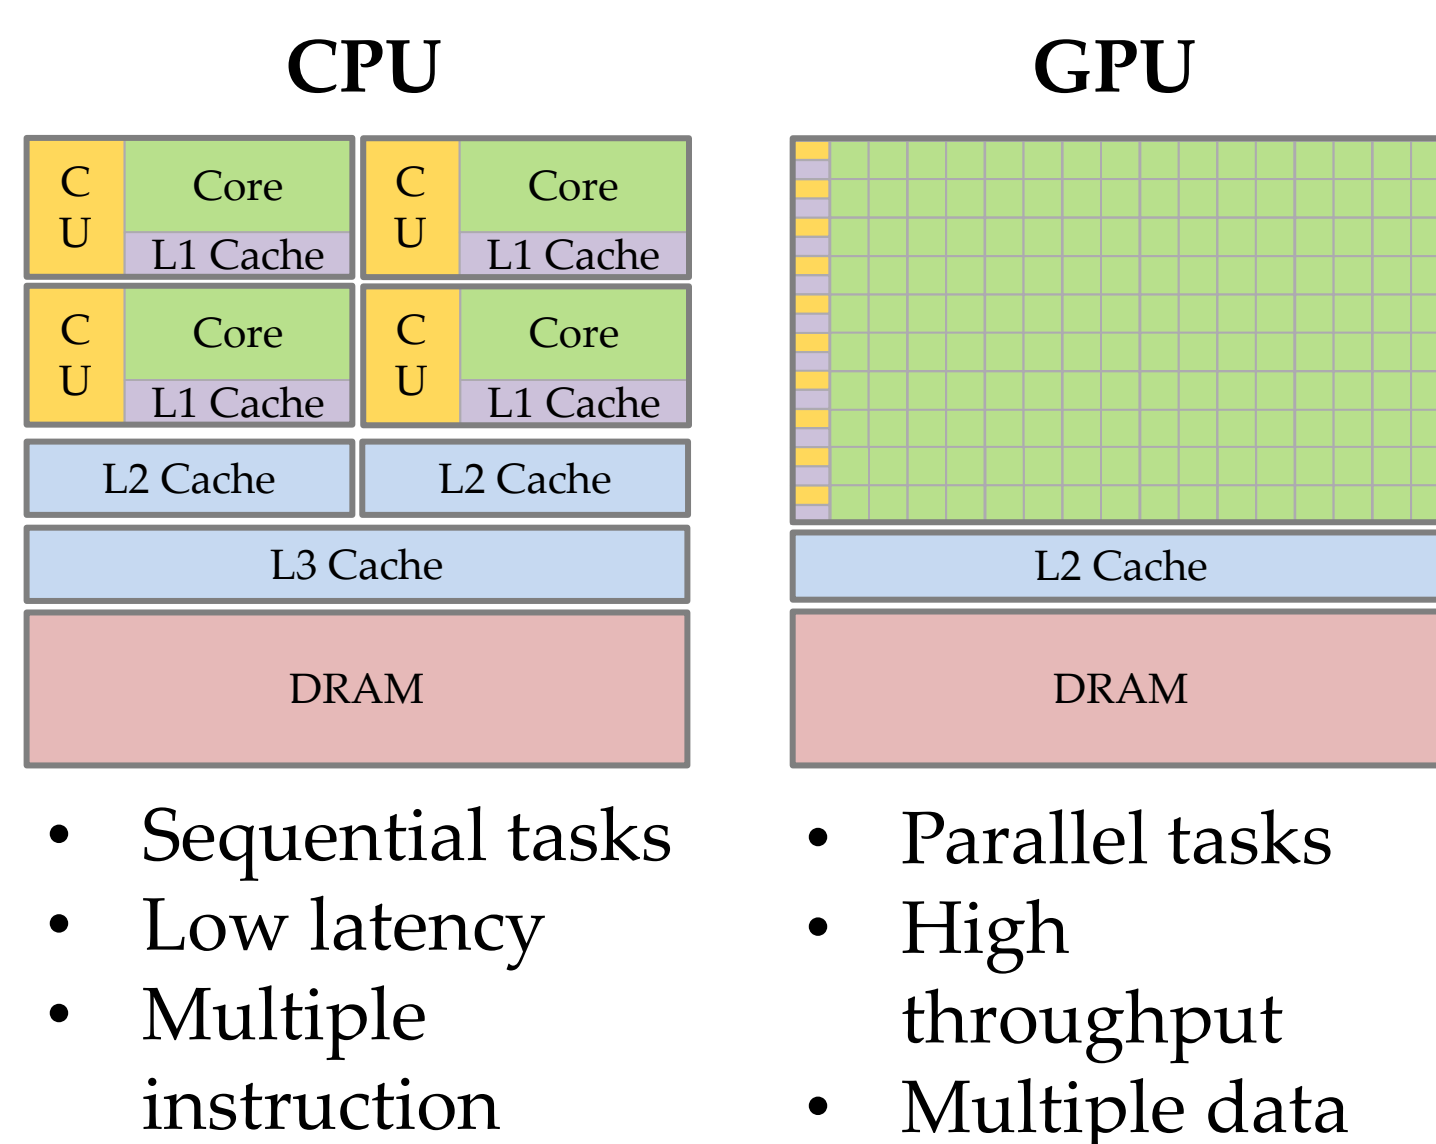 CPU
C
U
Core
L1 Cache
C
U
Core
L1 Cache
C
U
Core
L1 Cache
C
U
Core
L1 Cache
L2 Cache
L2 Cache
L3 Cache
DRAM
• Sequential tasks
• Low latency
• Multiple
instruction
GPU
L2 Cache
DRAM
• Parallel tasks
• High
throughput
• Multiple data